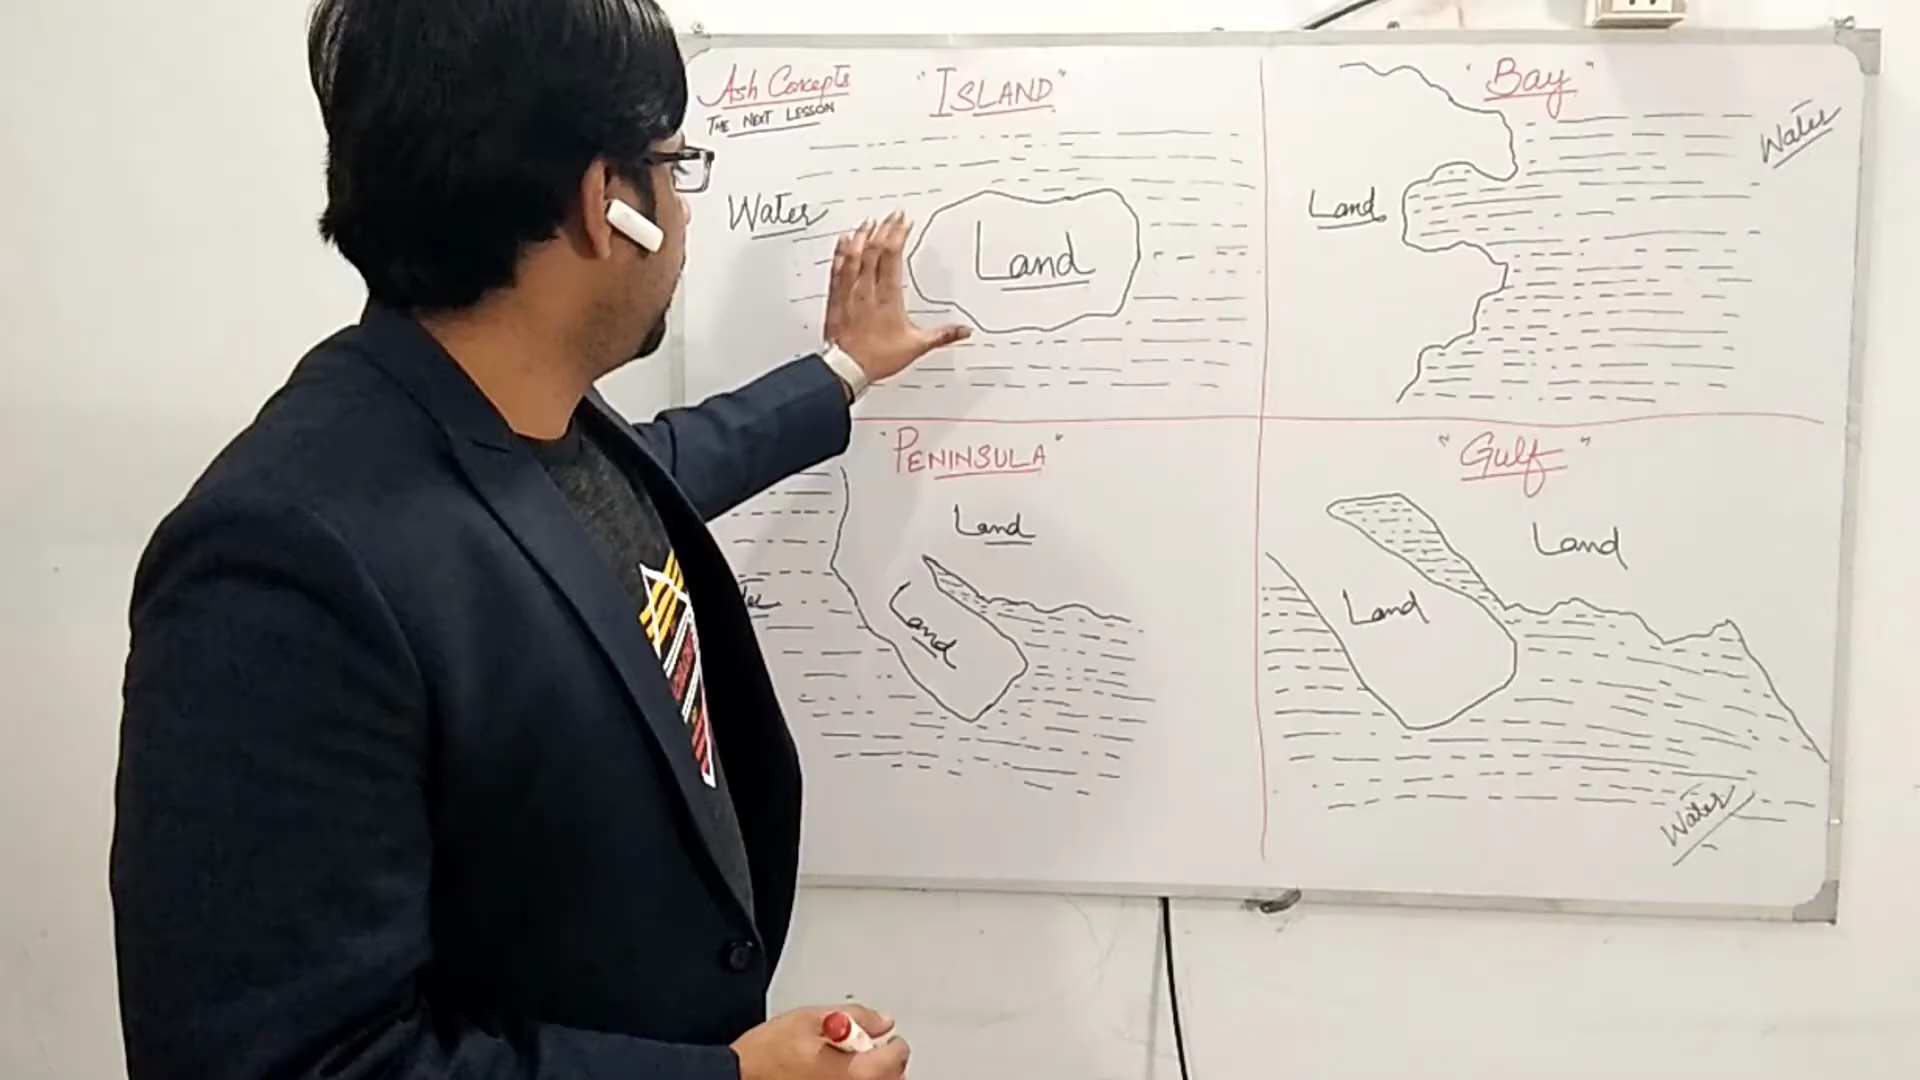 Ash Concepts
THE NEXT LESSON
"ISLAND"
Water
Land
"Bay"
Water
Land
"PENINSULA"
Land
Land
"Gulf"
Land
Land
Water